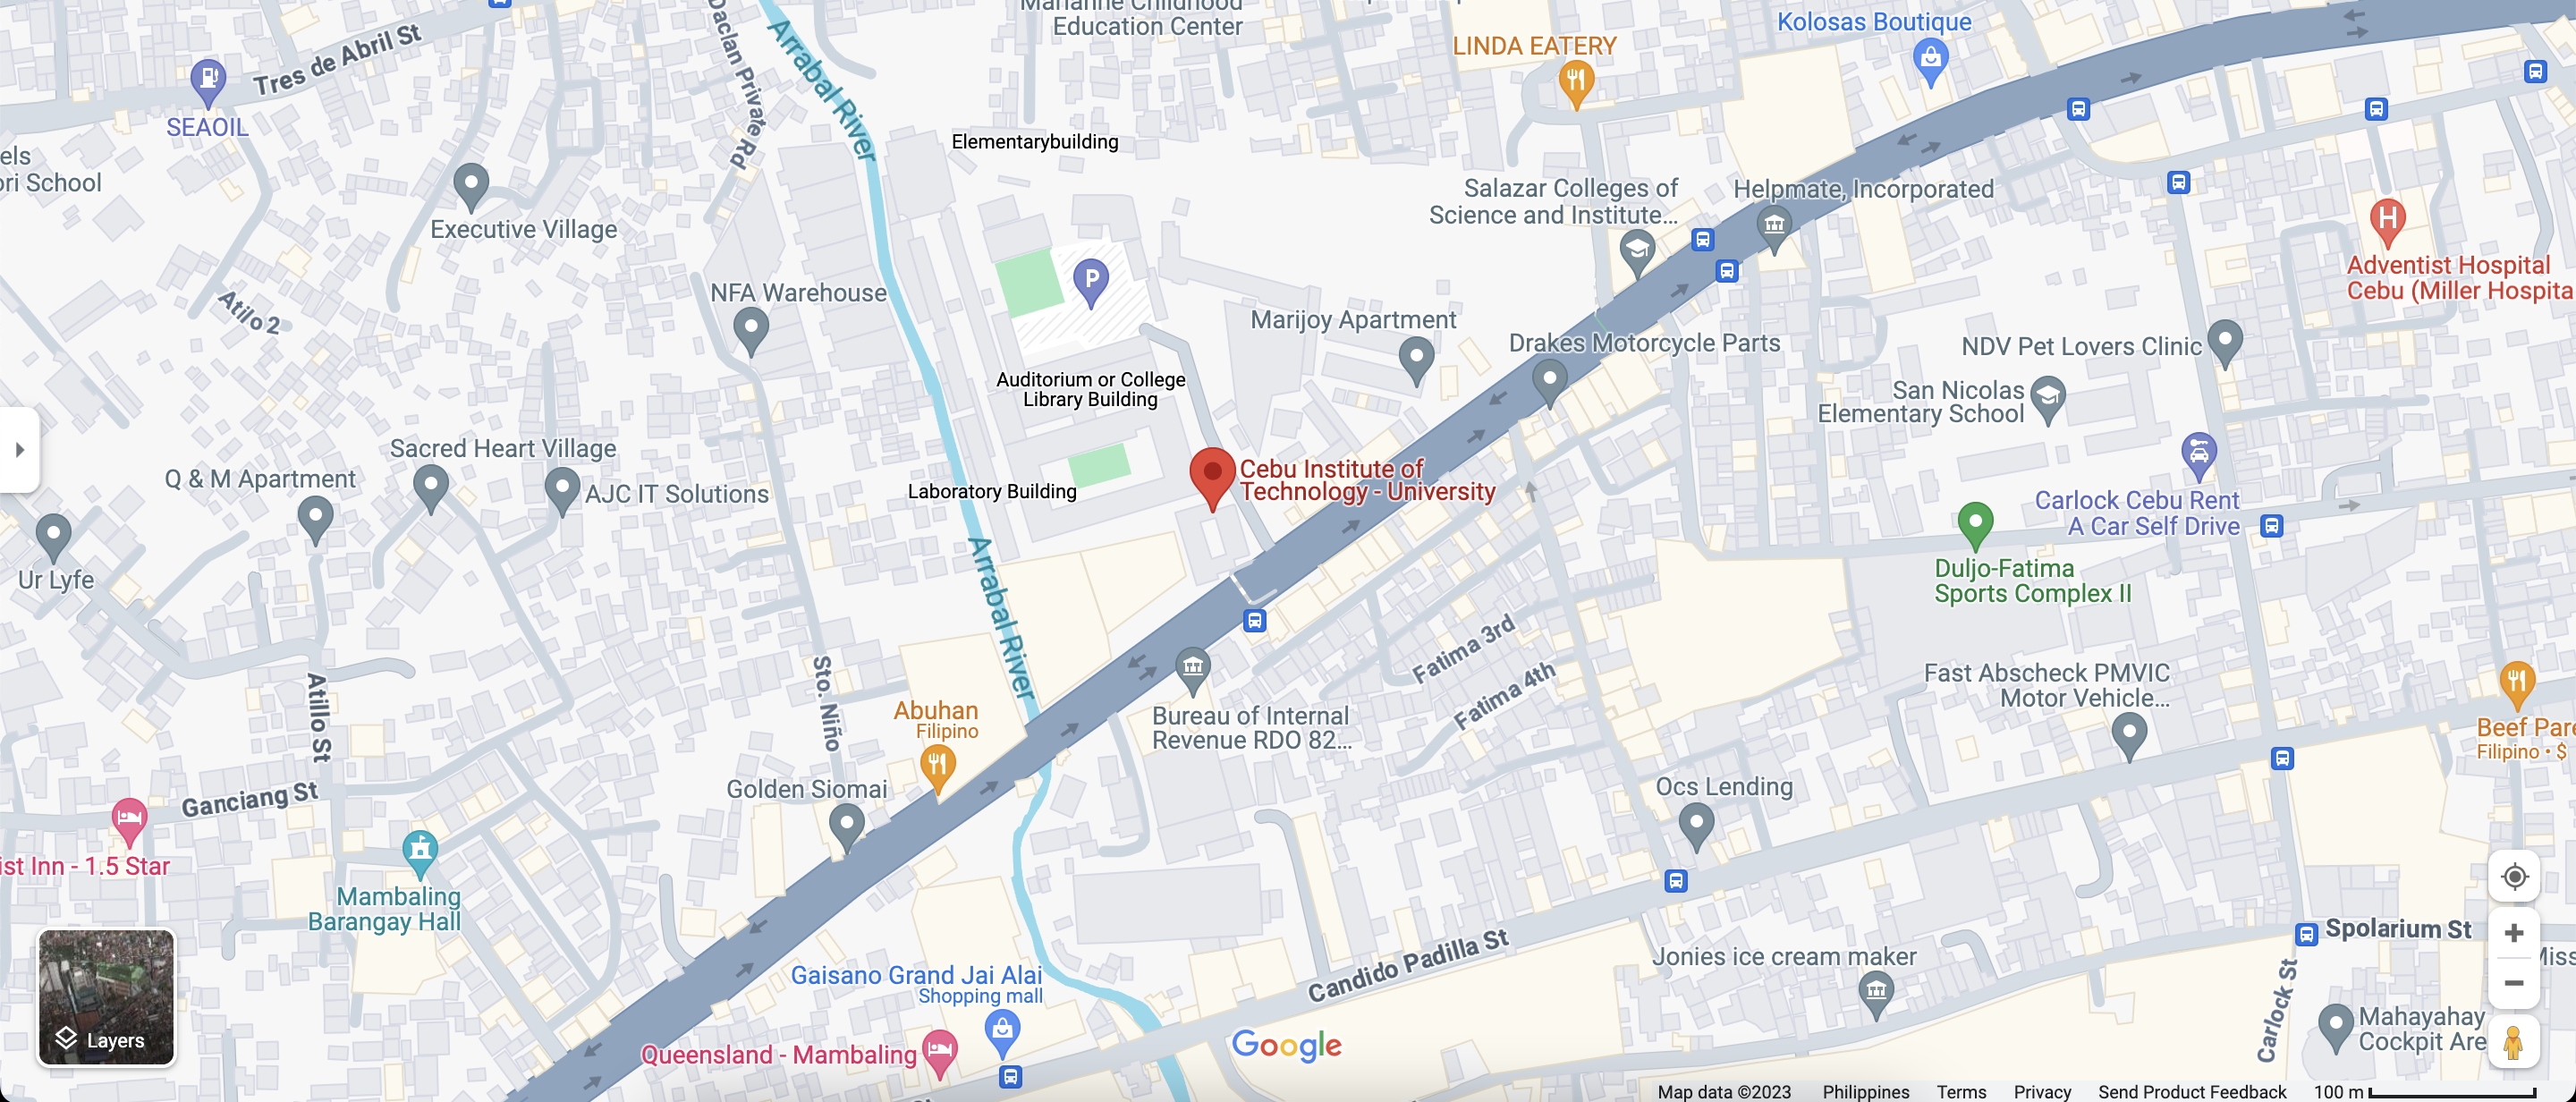 Marianne Childhood
Education Center
Kolosas Boutique
LINDA EATERY
Tres de Abril St
Daclan Private Rd
Arrabal River
SEAOIL
Elementarybuilding
els
ori School
Executive Village
Salazar Colleges of
Science and Institute...
Helpmate, Incorporated
H
Adventist Hospital
Cebu (Miller Hospita
P
NFA Warehouse
Atilo 2
Marijoy Apartment
Drakes Motorcycle Parts
NDV Pet Lovers Clinic
San Nicolas
Elementary School
Auditorium or College
Library Building
Sacred Heart Village
Q & M Apartment
AJC IT Solutions
Laboratory Building
Cebu Institute of
Technology - University
Carlock Cebu Rent
A Car Self Drive
Ur Lyfe
Duljo-Fatima
Sports Complex II
Arrabal River
Fatima 3rd
Fatima 4th
Sto. Niño
Atillo St
Abuhan
Filipino
Bureau of Internal
Revenue RDO 82...
Fast Abscheck PMVIC
Motor Vehicle...
Beef Pare
Filipino • $
Golden Siomai
Ocs Lending
Ganciang St
ist Inn - 1.5 Star
Mambaling
Barangay Hall
Candido Padilla St
Jonies ice cream maker
Spolarium St
Miss
Carlock St
Gaisano Grand Jai Alai
Shopping mall
Queensland - Mambaling
Mahayahay
Cockpit Are
Layers
Google
Map data ©2023 Philippines Terms Privacy Send Product Feedback 100 m